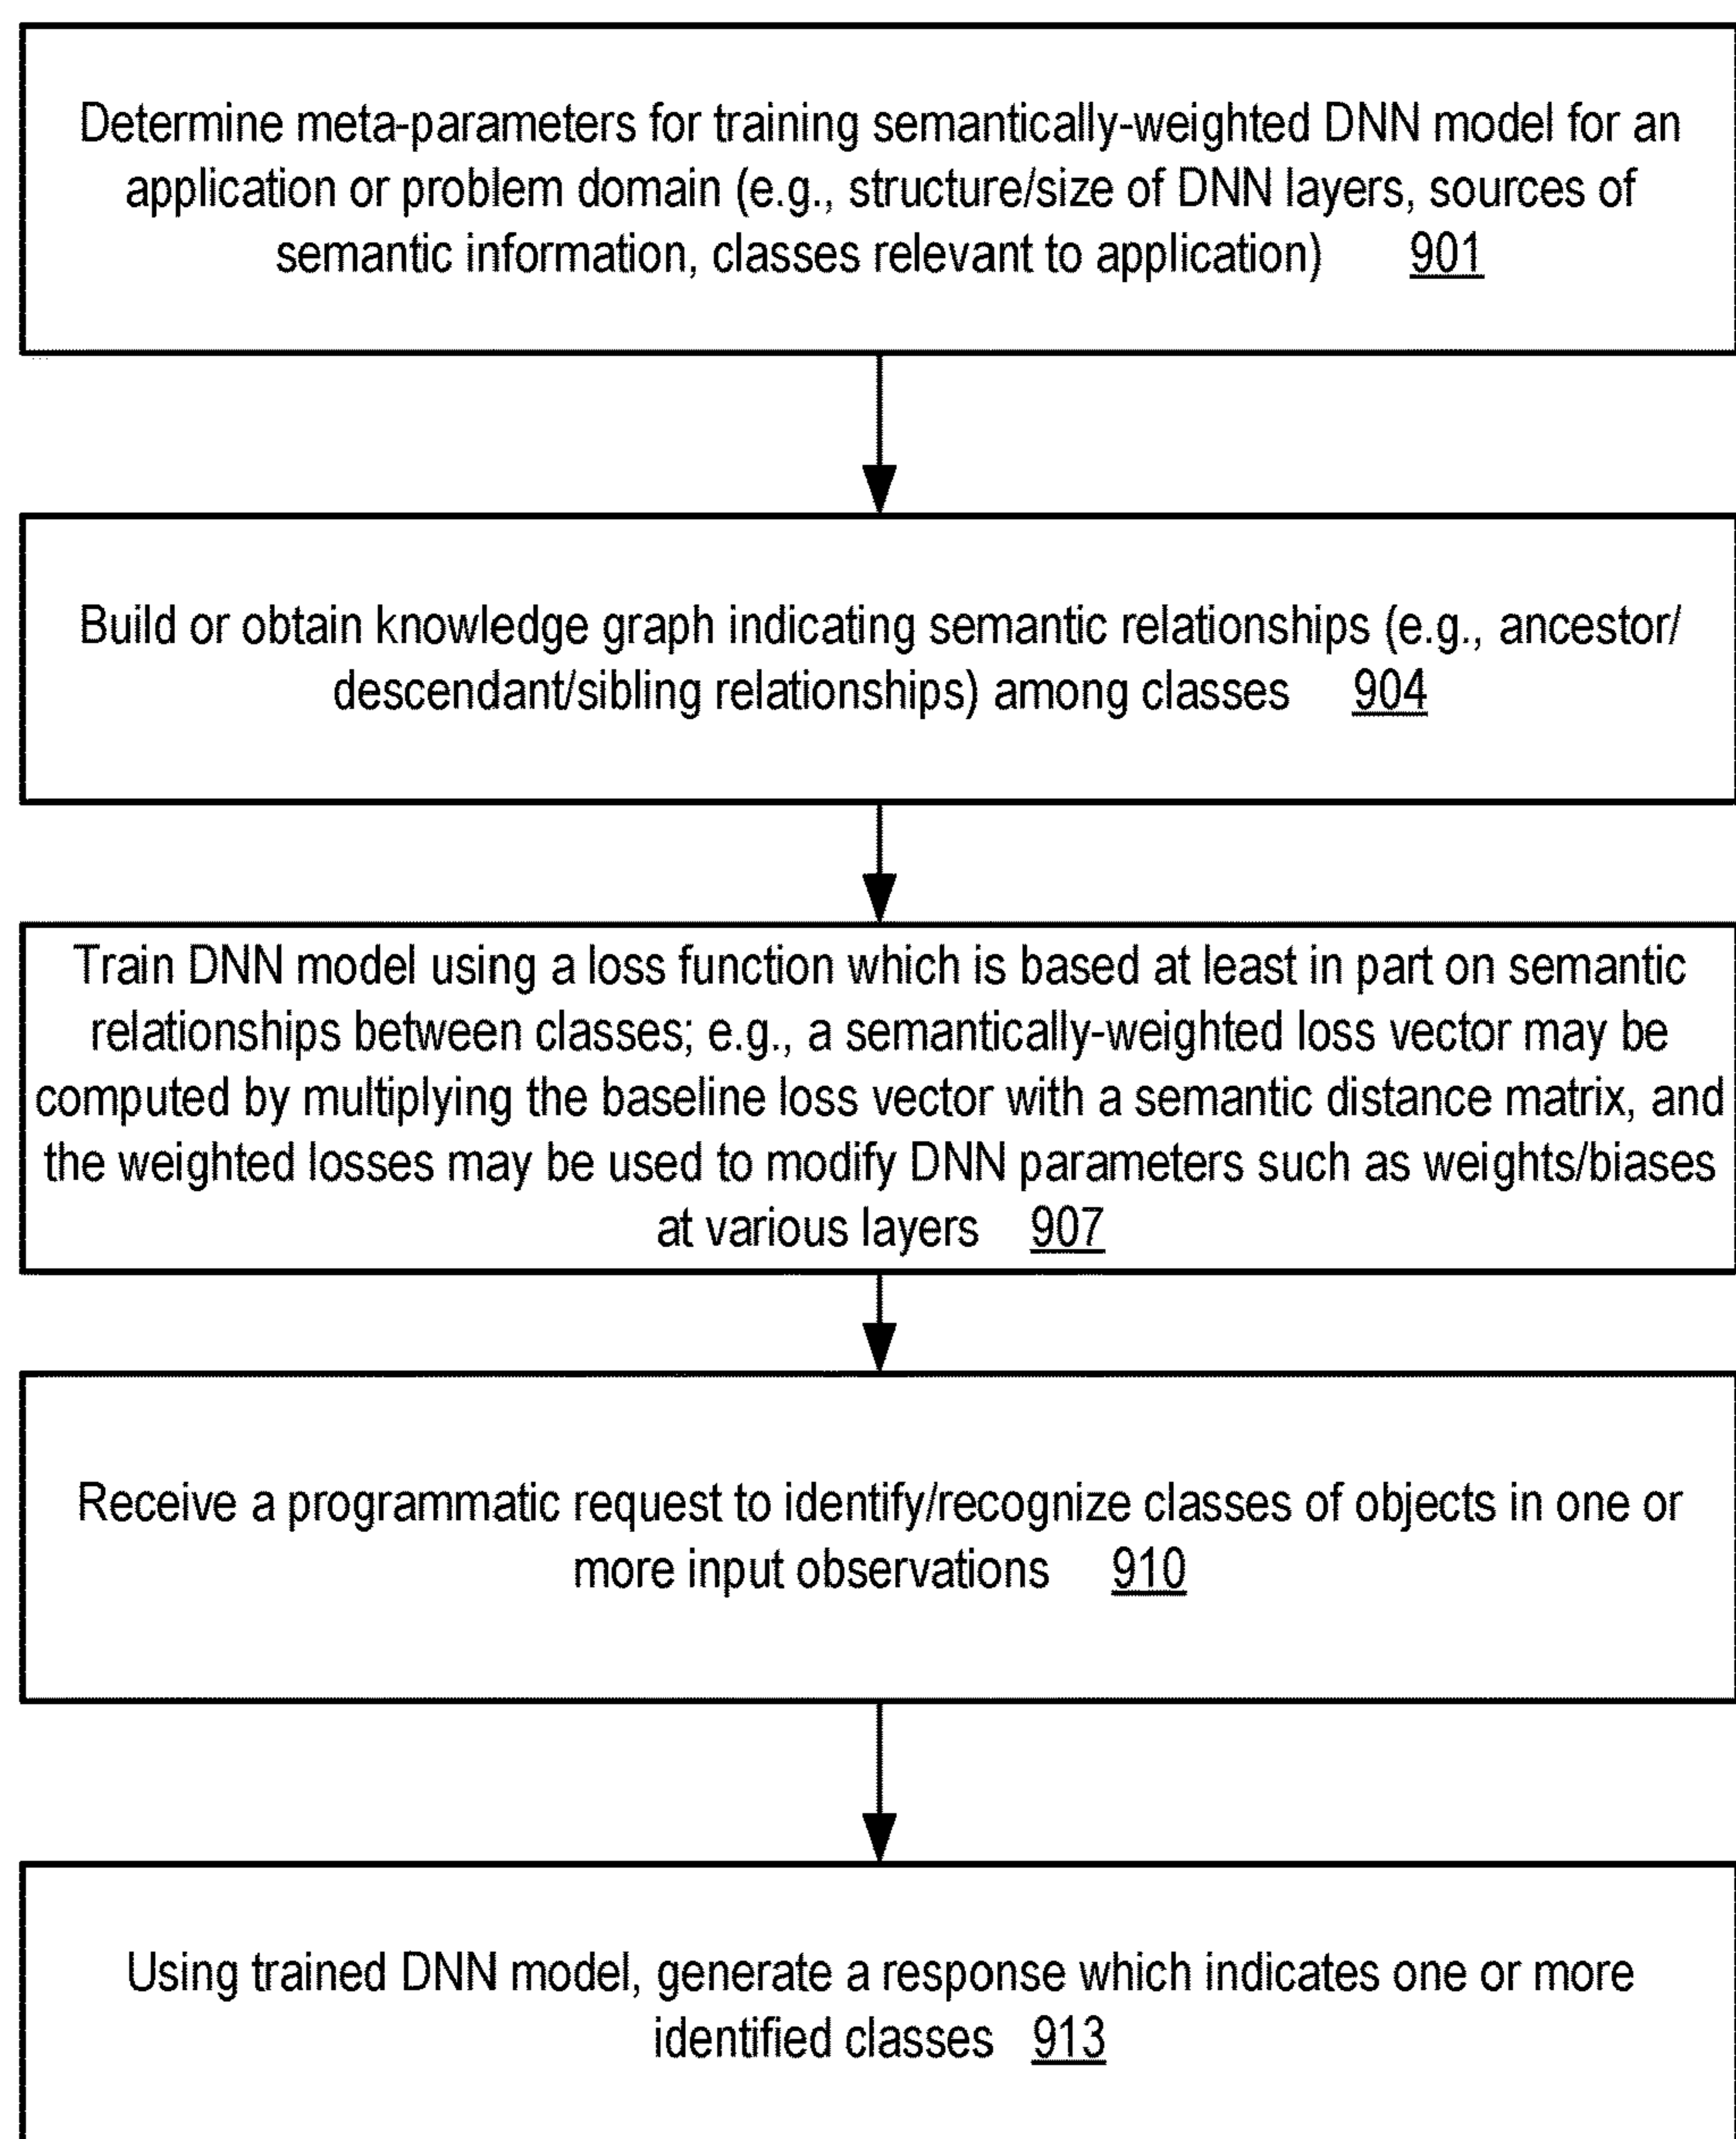 Determine meta-parameters for training semantically-weighted DNN model for an
application or problem domain (e.g., structure/size of DNN layers, sources of
semantic information, classes relevant to application) 901
Build or obtain knowledge graph indicating semantic relationships (e.g., ancestor/
descendant/sibling relationships) among classes 904
Train DNN model using a loss function which is based at least in part on semantic
relationships between classes; e.g., a semantically-weighted loss vector may be
computed by multiplying the baseline loss vector with a semantic distance matrix, and
the weighted losses may be used to modify DNN parameters such as weights/biases
at various layers 907
Receive a programmatic request to identify/recognize classes of objects in one or
more input observations 910
Using trained DNN model, generate a response which indicates one or more
identified classes 913